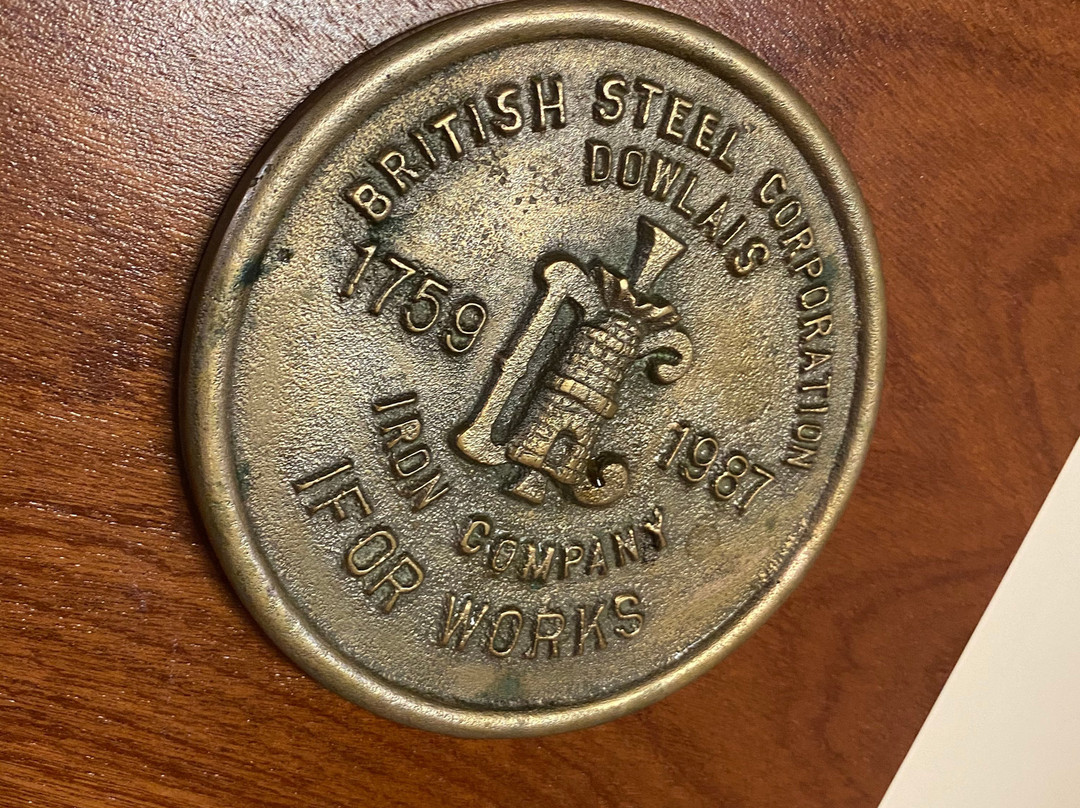 BRITISH STEEL CORPORATION
DOWLAIS
1759
1987
IRON COMPANY
IFOR WORKS